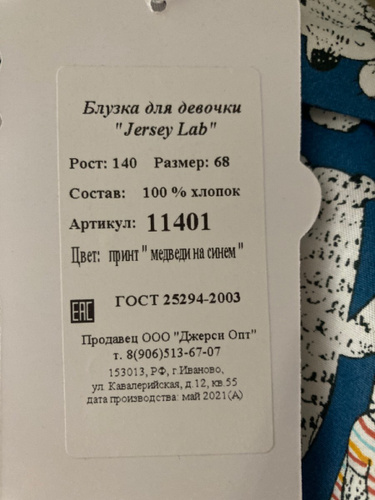 Блузка для девочки
"Jersey Lab"
Рост: 140 Размер: 68
Состав: 100 % хлопок
Артикул: 11401
Цвет: принт " медведи на синем "
EAC ГОСТ 25294-2003
Продавец ООО "Джерси Опт"
т. 8(906)513-67-07
153013, РФ, г.Иваново,
ул. Кавалерийская, д.12, кв.55
дата производства: май 2021(А)